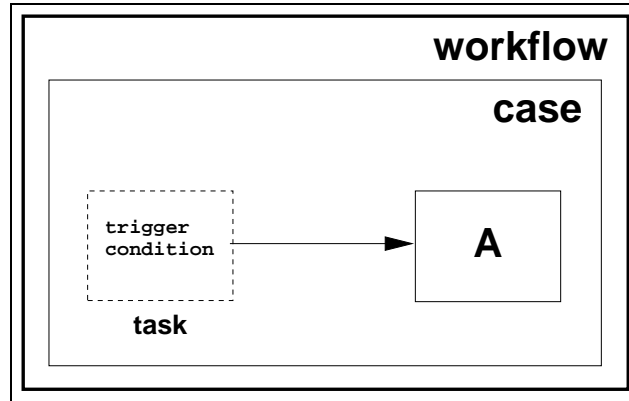 workflow
case
trigger
condition
A
task